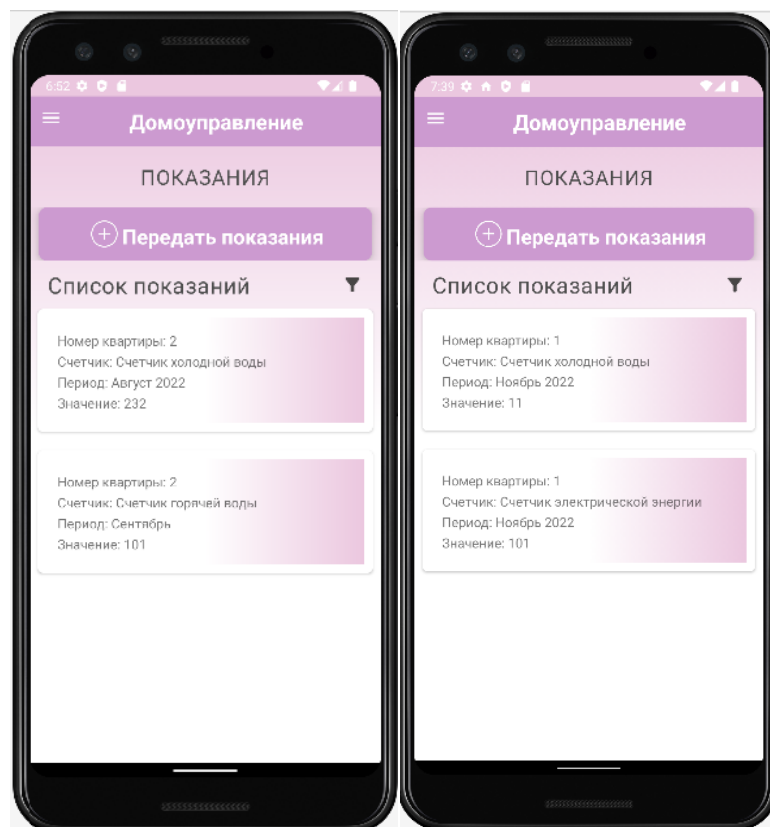 6:52
Домоуправление
ПОКАЗАНИЯ
Передать показания
Список показаний
Номер квартиры: 2
Счетчик: Счетчик холодной воды
Период: Август 2022
Значение: 232
Номер квартиры: 2
Счетчик: Счетчик горячей воды
Период: Сентябрь
Значение: 101
7:39
Домоуправление
ПОКАЗАНИЯ
Передать показания
Список показаний
Номер квартиры: 1
Счетчик: Счетчик холодной воды
Период: Ноябрь 2022
Значение: 11
Номер квартиры: 1
Счетчик: Счетчик электрической энергии
Период: Ноябрь 2022
Значение: 101